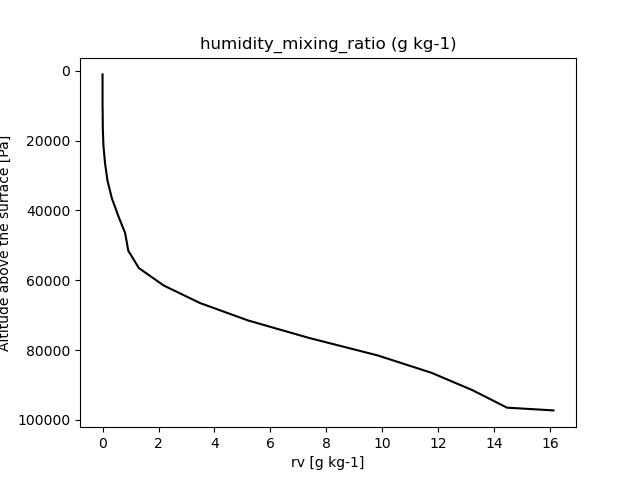 humidity_mixing_ratio (g kg-1)
Altitude above the surface [Pa]
0
20000
40000
60000
80000
100000
0 2 4 6 8 10 12 14 16
rv [g kg-1]